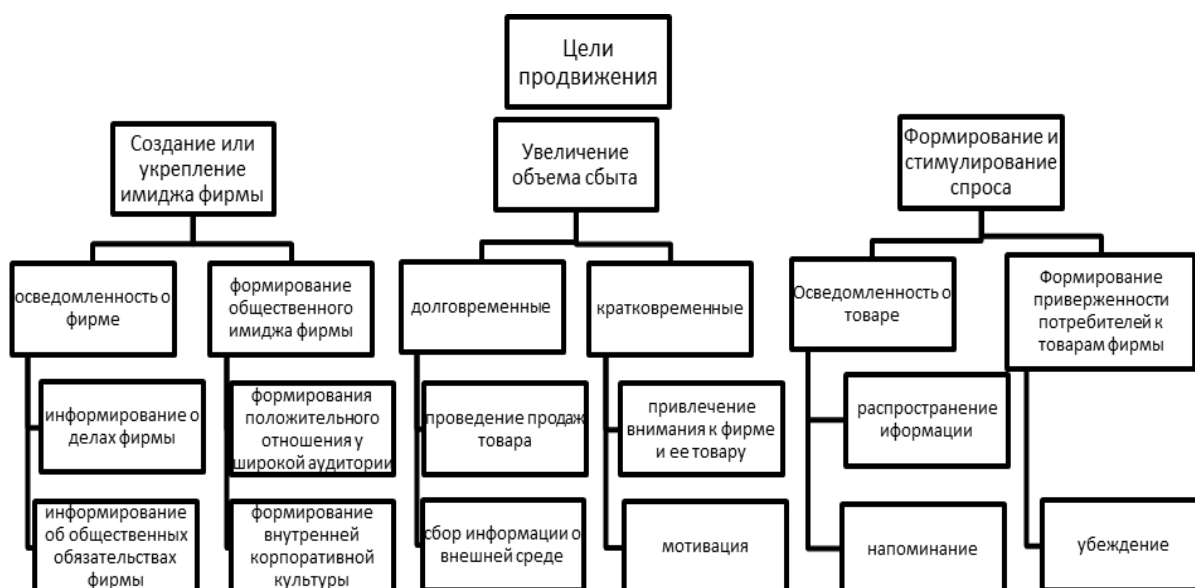 Цели
продвижения
Создание или
укрепление
имиджа фирмы
Увеличение
объема сбыта
Формирование и
стимулирование
спроса
осведомленность о
фирме
формирование
общественного
имиджа фирмы
долговременные
кратковременные
Осведомленность о
товаре
Формирование
приверженности
потребителей к
товарам фирмы
информирование о
делах фирмы
формирования
положительного
отношения у
широкой аудитории
проведение продаж
товара
привлечение
внимания к фирме
и ее товару
распространение
иформации
информирование
об общественных
обязательствах
фирмы
формирование
внутренней
корпоративной
культуры
сбор информации о
внешней среде
мотивация
напоминание
убеждение